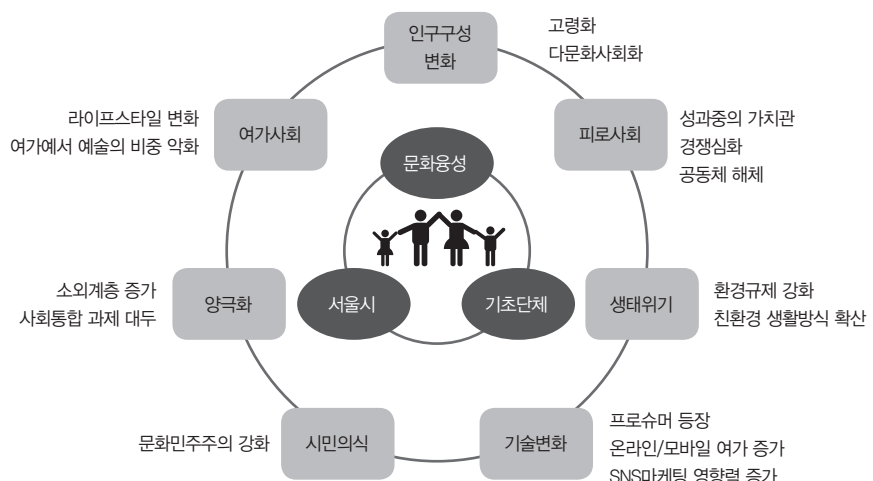 인구구성
변화
고령화
다문화사회화
라이프스타일 변화
여가예서 예술의 비중 악화
여가사회
피로사회
성과중의 가치관
경쟁심화
공동체 해체
문화융성
서울시
기초단체
소외계층 증가
사회통합 과제 대두
양극화
생태위기
환경규제 강화
친환경 생활방식 확산
문화민주주의 강화
시민의식
기술변화
프로슈머 등장
온라인/모바일 여가 증가
SNS마케팅 영향력 증가